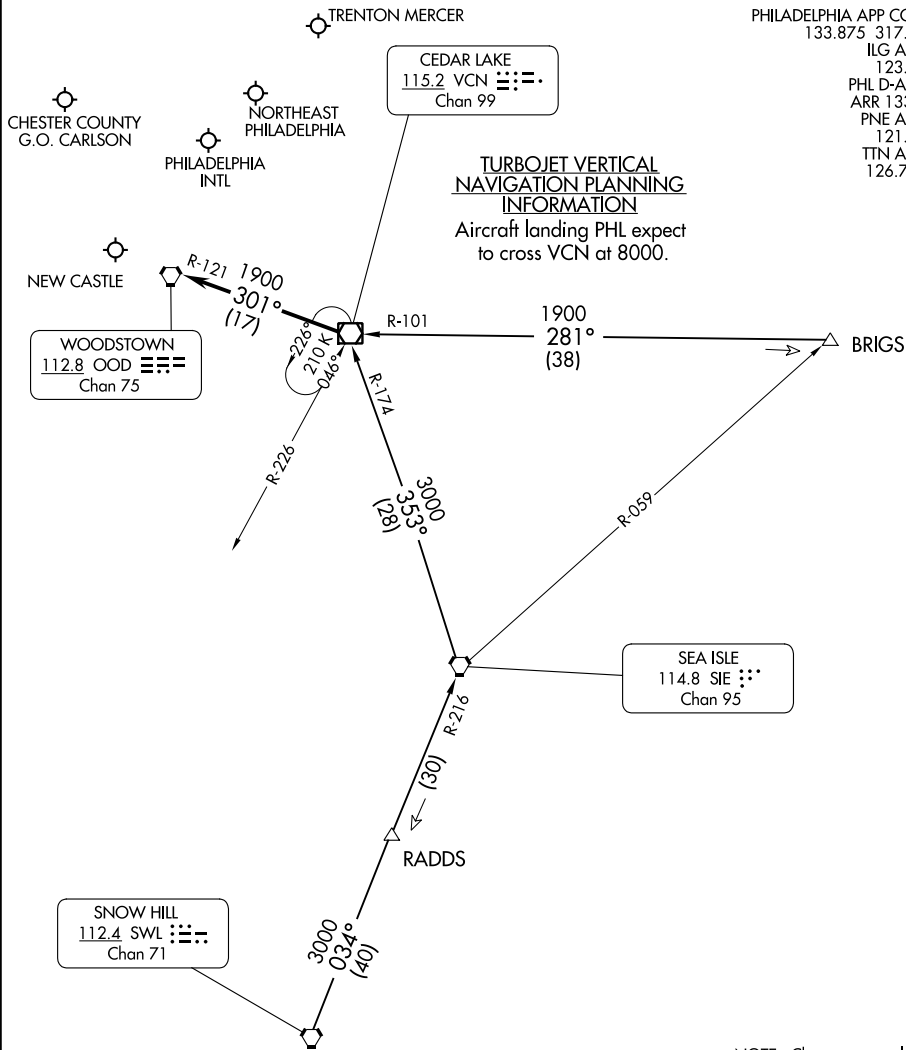 TRENTON MERCER
PHILADELPHIA APP CO
133.875 317.
ILG A
123.
PHL D-A
ARR 133
PNE A
121.
TTN A
126.7
CEDAR LAKE
115.2 VCN
Chan 99
CHESTER COUNTY
G.O. CARLSON
NORTHEAST
PHILADELPHIA
PHILADELPHIA
INTL
TURBOJET VERTICAL
NAVIGATION PLANNING
INFORMATION
Aircraft landing PHL expect
to cross VCN at 8000.
NEW CASTLE
R-121
1900
301°
(17)
WOODSTOWN
112.8 OOD
Chan 75
226°
210 K
046°
R-101
1900
281°
(38)
BRIGS
R-174
R-226
3000
353°
(28)
R-059
SEA ISLE
114.8 SIE
Chan 95
R-216
(30)
RADDS
SNOW HILL
112.4 SWL
Chan 71
3000
034°
(40)